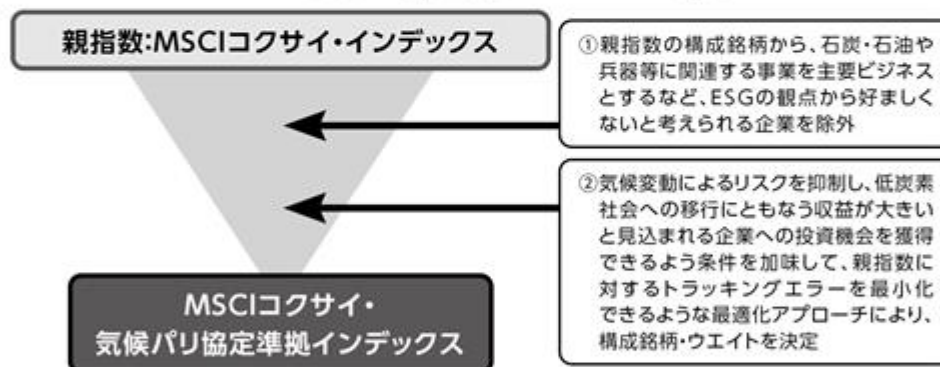 親指数:MSCIコクサイ・インデックス
①親指数の構成銘柄から、石炭・石油や
兵器等に関連する事業を主要ビジネス
とするなど、ESGの観点から好ましく
ないと考えられる企業を除外
②気候変動によるリスクを抑制し、低炭素
社会への移行にともなう収益が大きい
と見込まれる企業への投資機会を獲得
できるよう条件を加味して、親指数に
対するトラッキングエラーを最小化
できるような最適化アプローチにより、
構成銘柄・ウエイトを決定
MSCIコクサイ・
気候パリ協定準拠インデックス